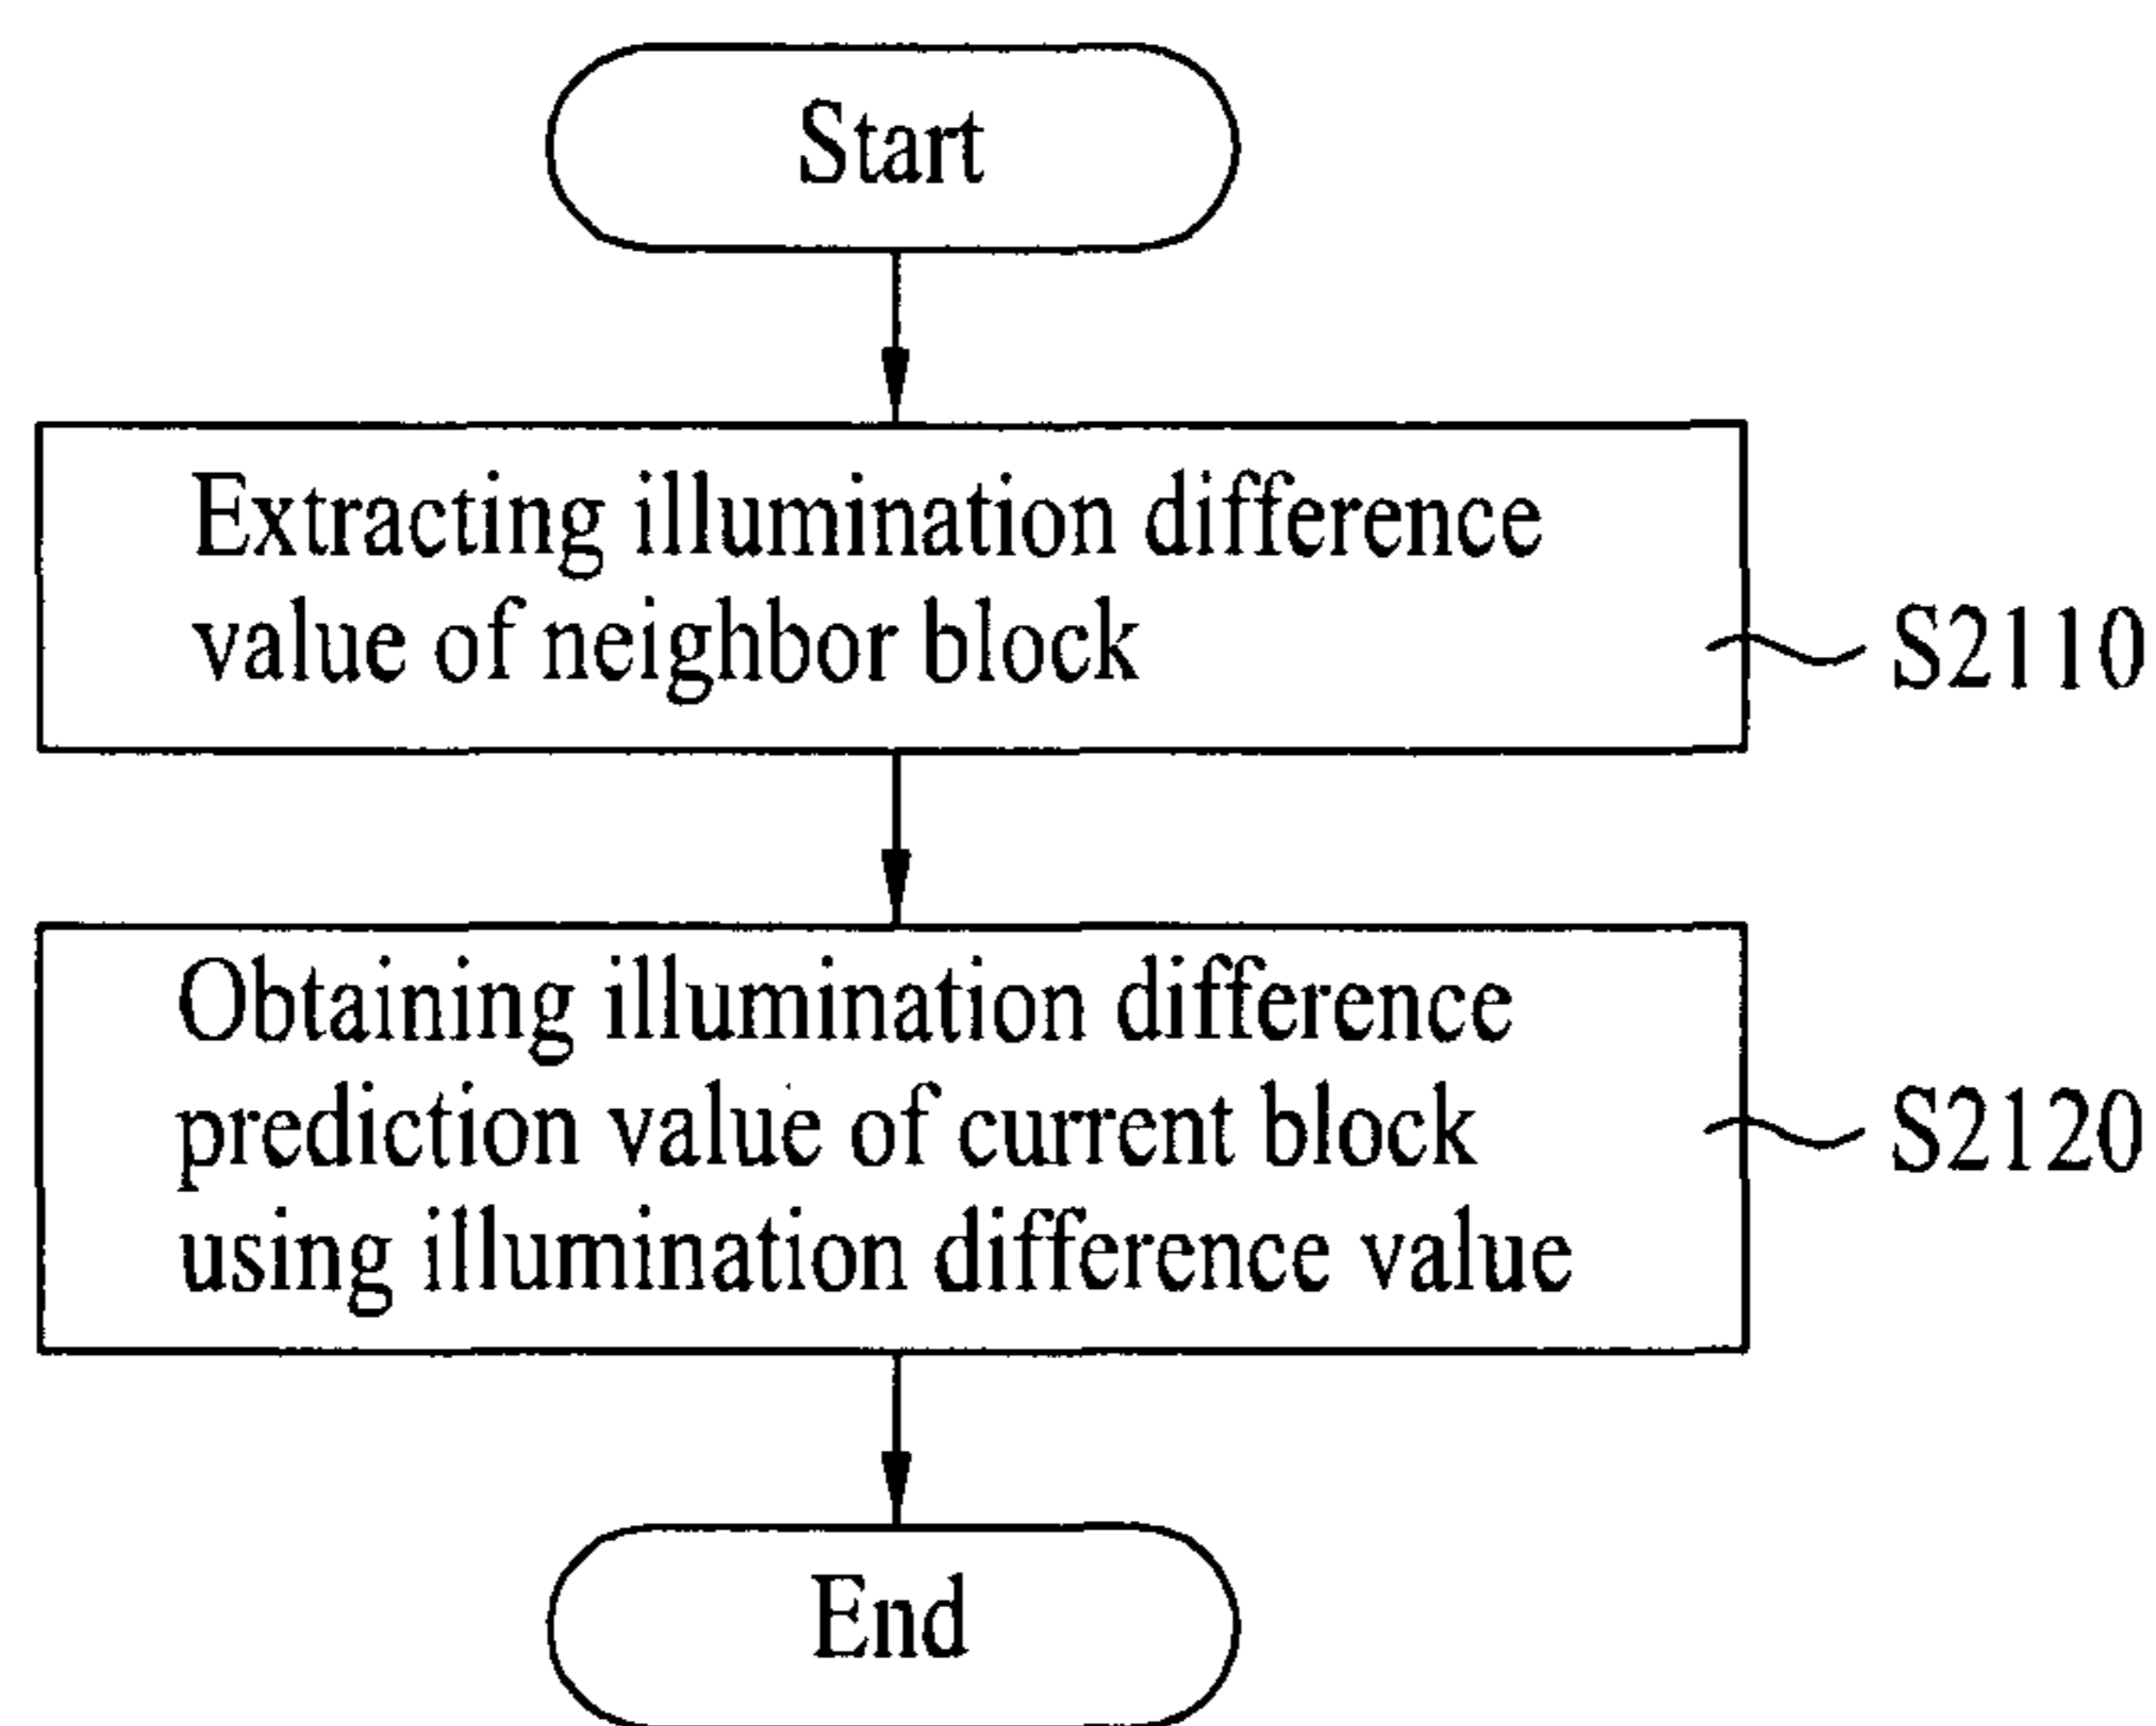 Start
Extracting illumination difference
value of neighbor block
S2110
Obtaining illumination difference
prediction value of current block
using illumination difference value
S2120
End